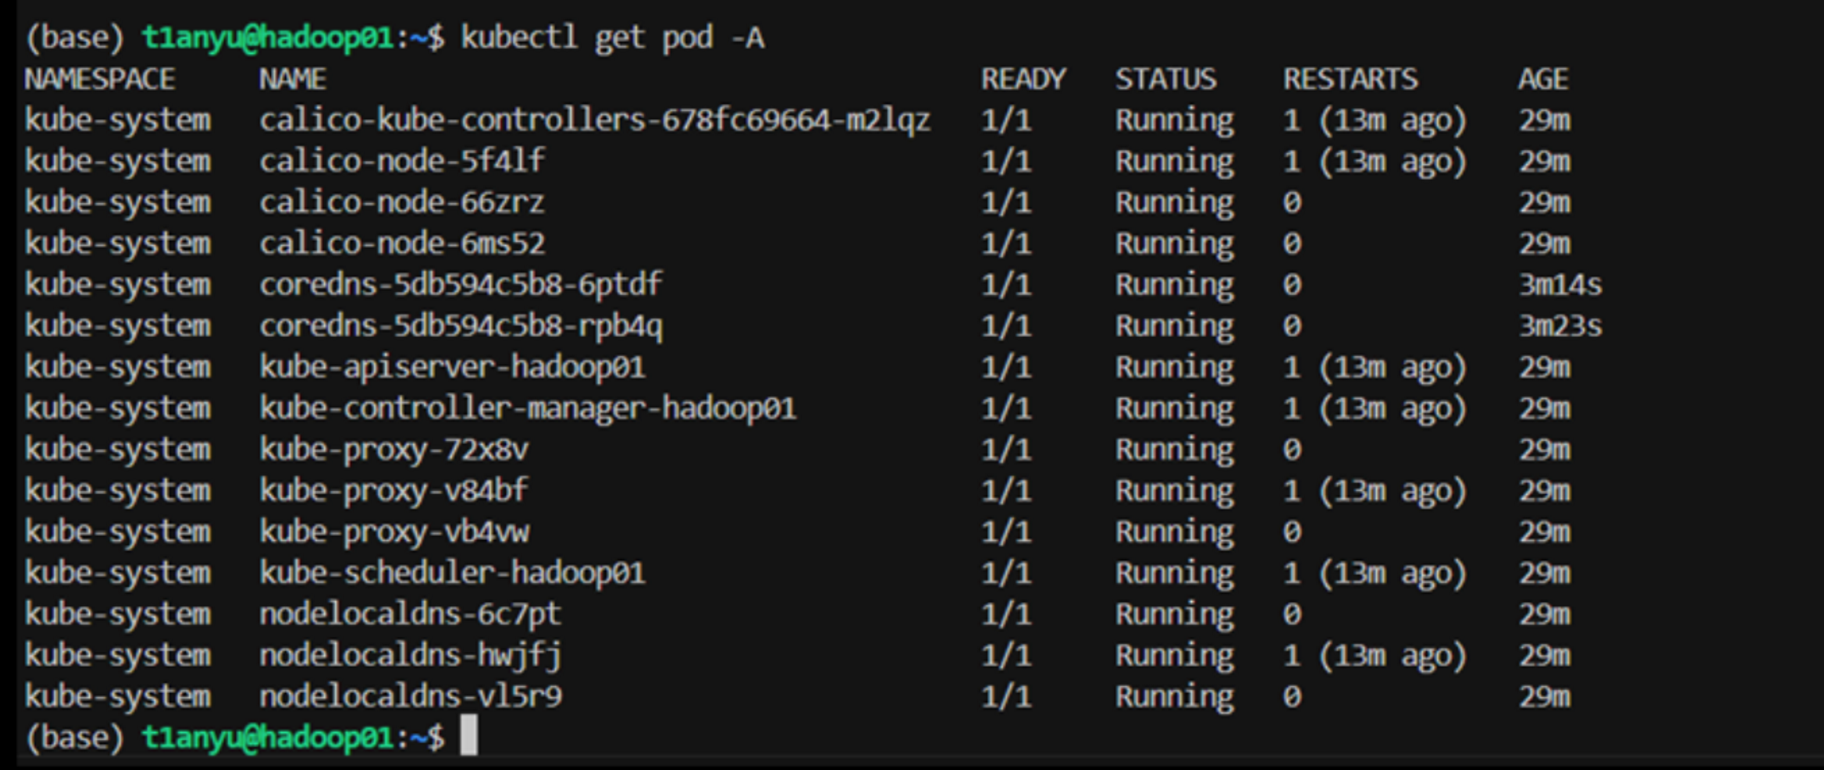 (base) t1anyu@hadoop01:~$ kubectl get pod -A
NAMESPACE     NAME                                       READY   STATUS    RESTARTS      AGE
kube-system   calico-kube-controllers-678fc69664-m2lqz   1/1     Running   1 (13m ago)   29m
kube-system   calico-node-5f4lf                          1/1     Running   1 (13m ago)   29m
kube-system   calico-node-66zrz                          1/1     Running   0             29m
kube-system   calico-node-6ms52                          1/1     Running   0             29m
kube-system   coredns-5db594c5b8-6ptdf                   1/1     Running   0             3m14s
kube-system   coredns-5db594c5b8-rpb4q                   1/1     Running   0             3m23s
kube-system   kube-apiserver-hadoop01                    1/1     Running   1 (13m ago)   29m
kube-system   kube-controller-manager-hadoop01           1/1     Running   1 (13m ago)   29m
kube-system   kube-proxy-72x8v                           1/1     Running   0             29m
kube-system   kube-proxy-v84bf                           1/1     Running   1 (13m ago)   29m
kube-system   kube-proxy-vb4vw                           1/1     Running   0             29m
kube-system   kube-scheduler-hadoop01                    1/1     Running   1 (13m ago)   29m
kube-system   nodelocaldns-6c7pt                         1/1     Running   0             29m
kube-system   nodelocaldns-hwjfj                         1/1     Running   1 (13m ago)   29m
kube-system   nodelocaldns-vl5r9                         1/1     Running   0             29m
(base) t1anyu@hadoop01:~$